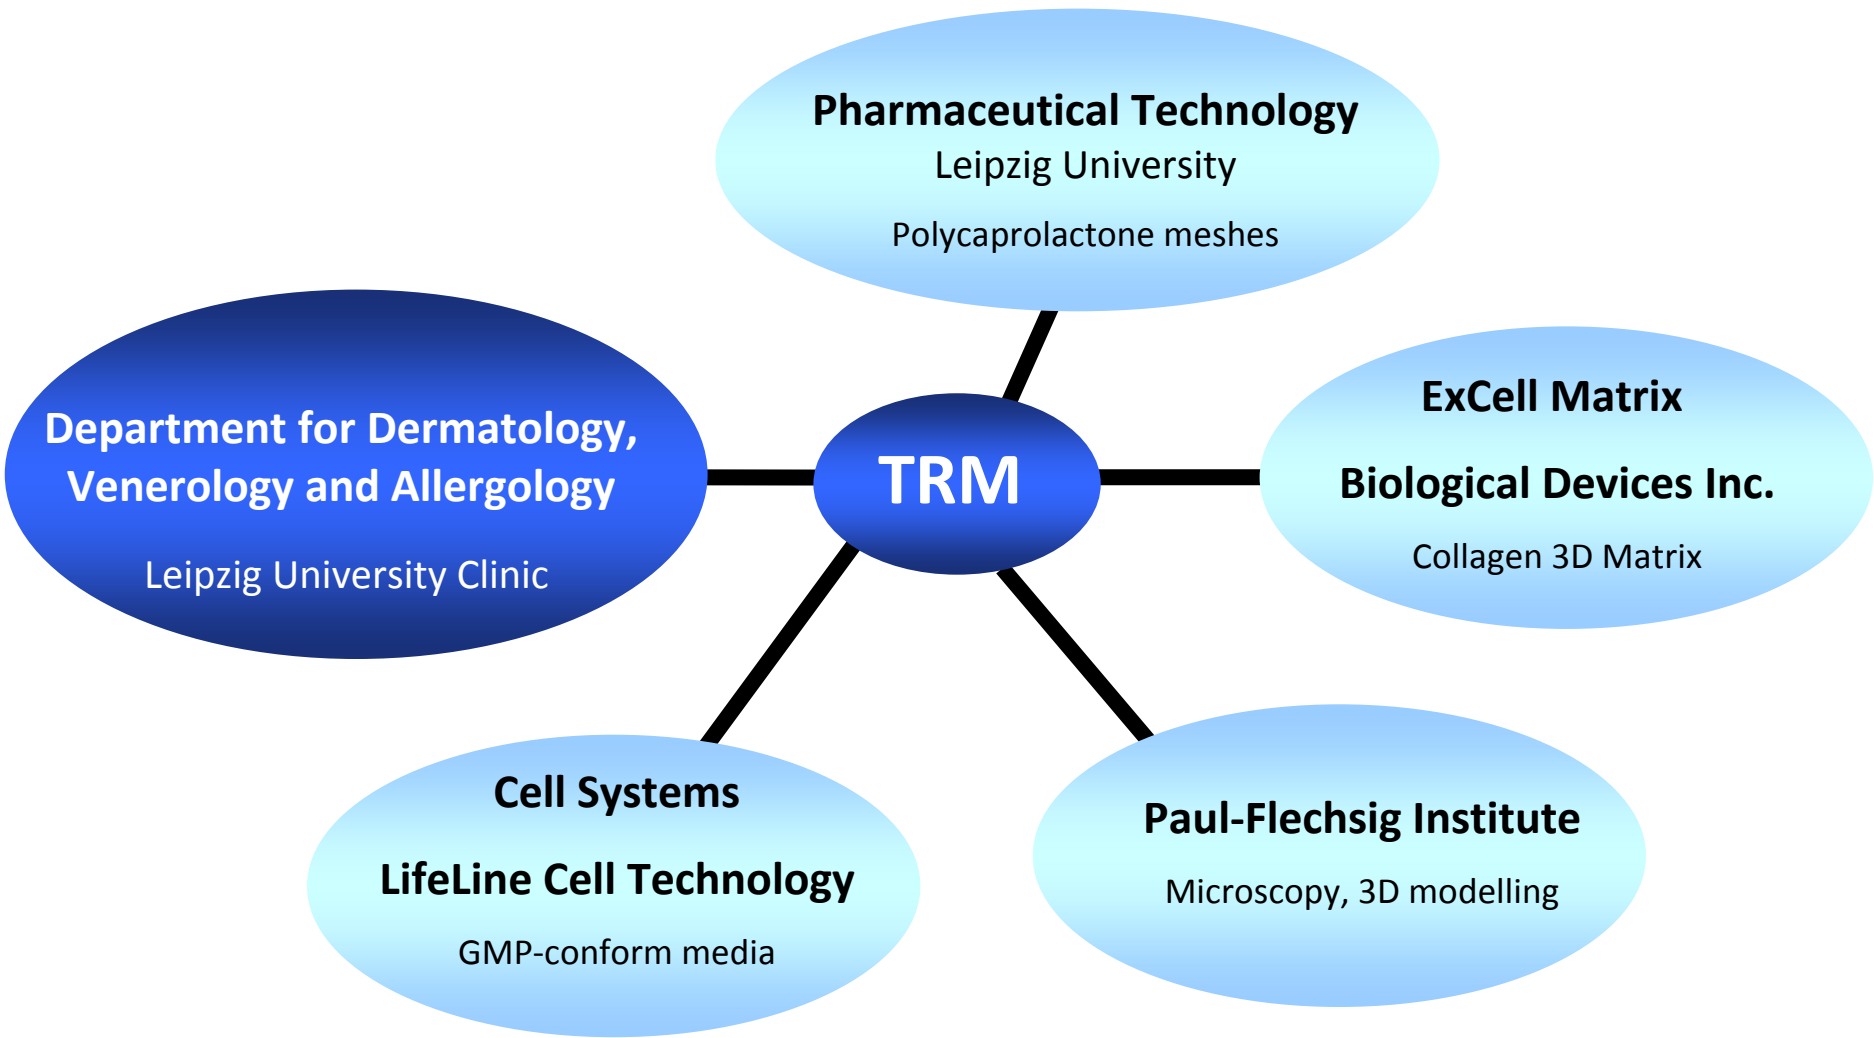 Pharmaceutical Technology
Leipzig University
Polycaprolactone meshes
Department for Dermatology,
Venerology and Allergology
Leipzig University Clinic
TRM
ExCell Matrix
Biological Devices Inc.
Collagen 3D Matrix
Cell Systems
LifeLine Cell Technology
GMP-conform media
Paul-Flechsig Institute
Microscopy, 3D modelling